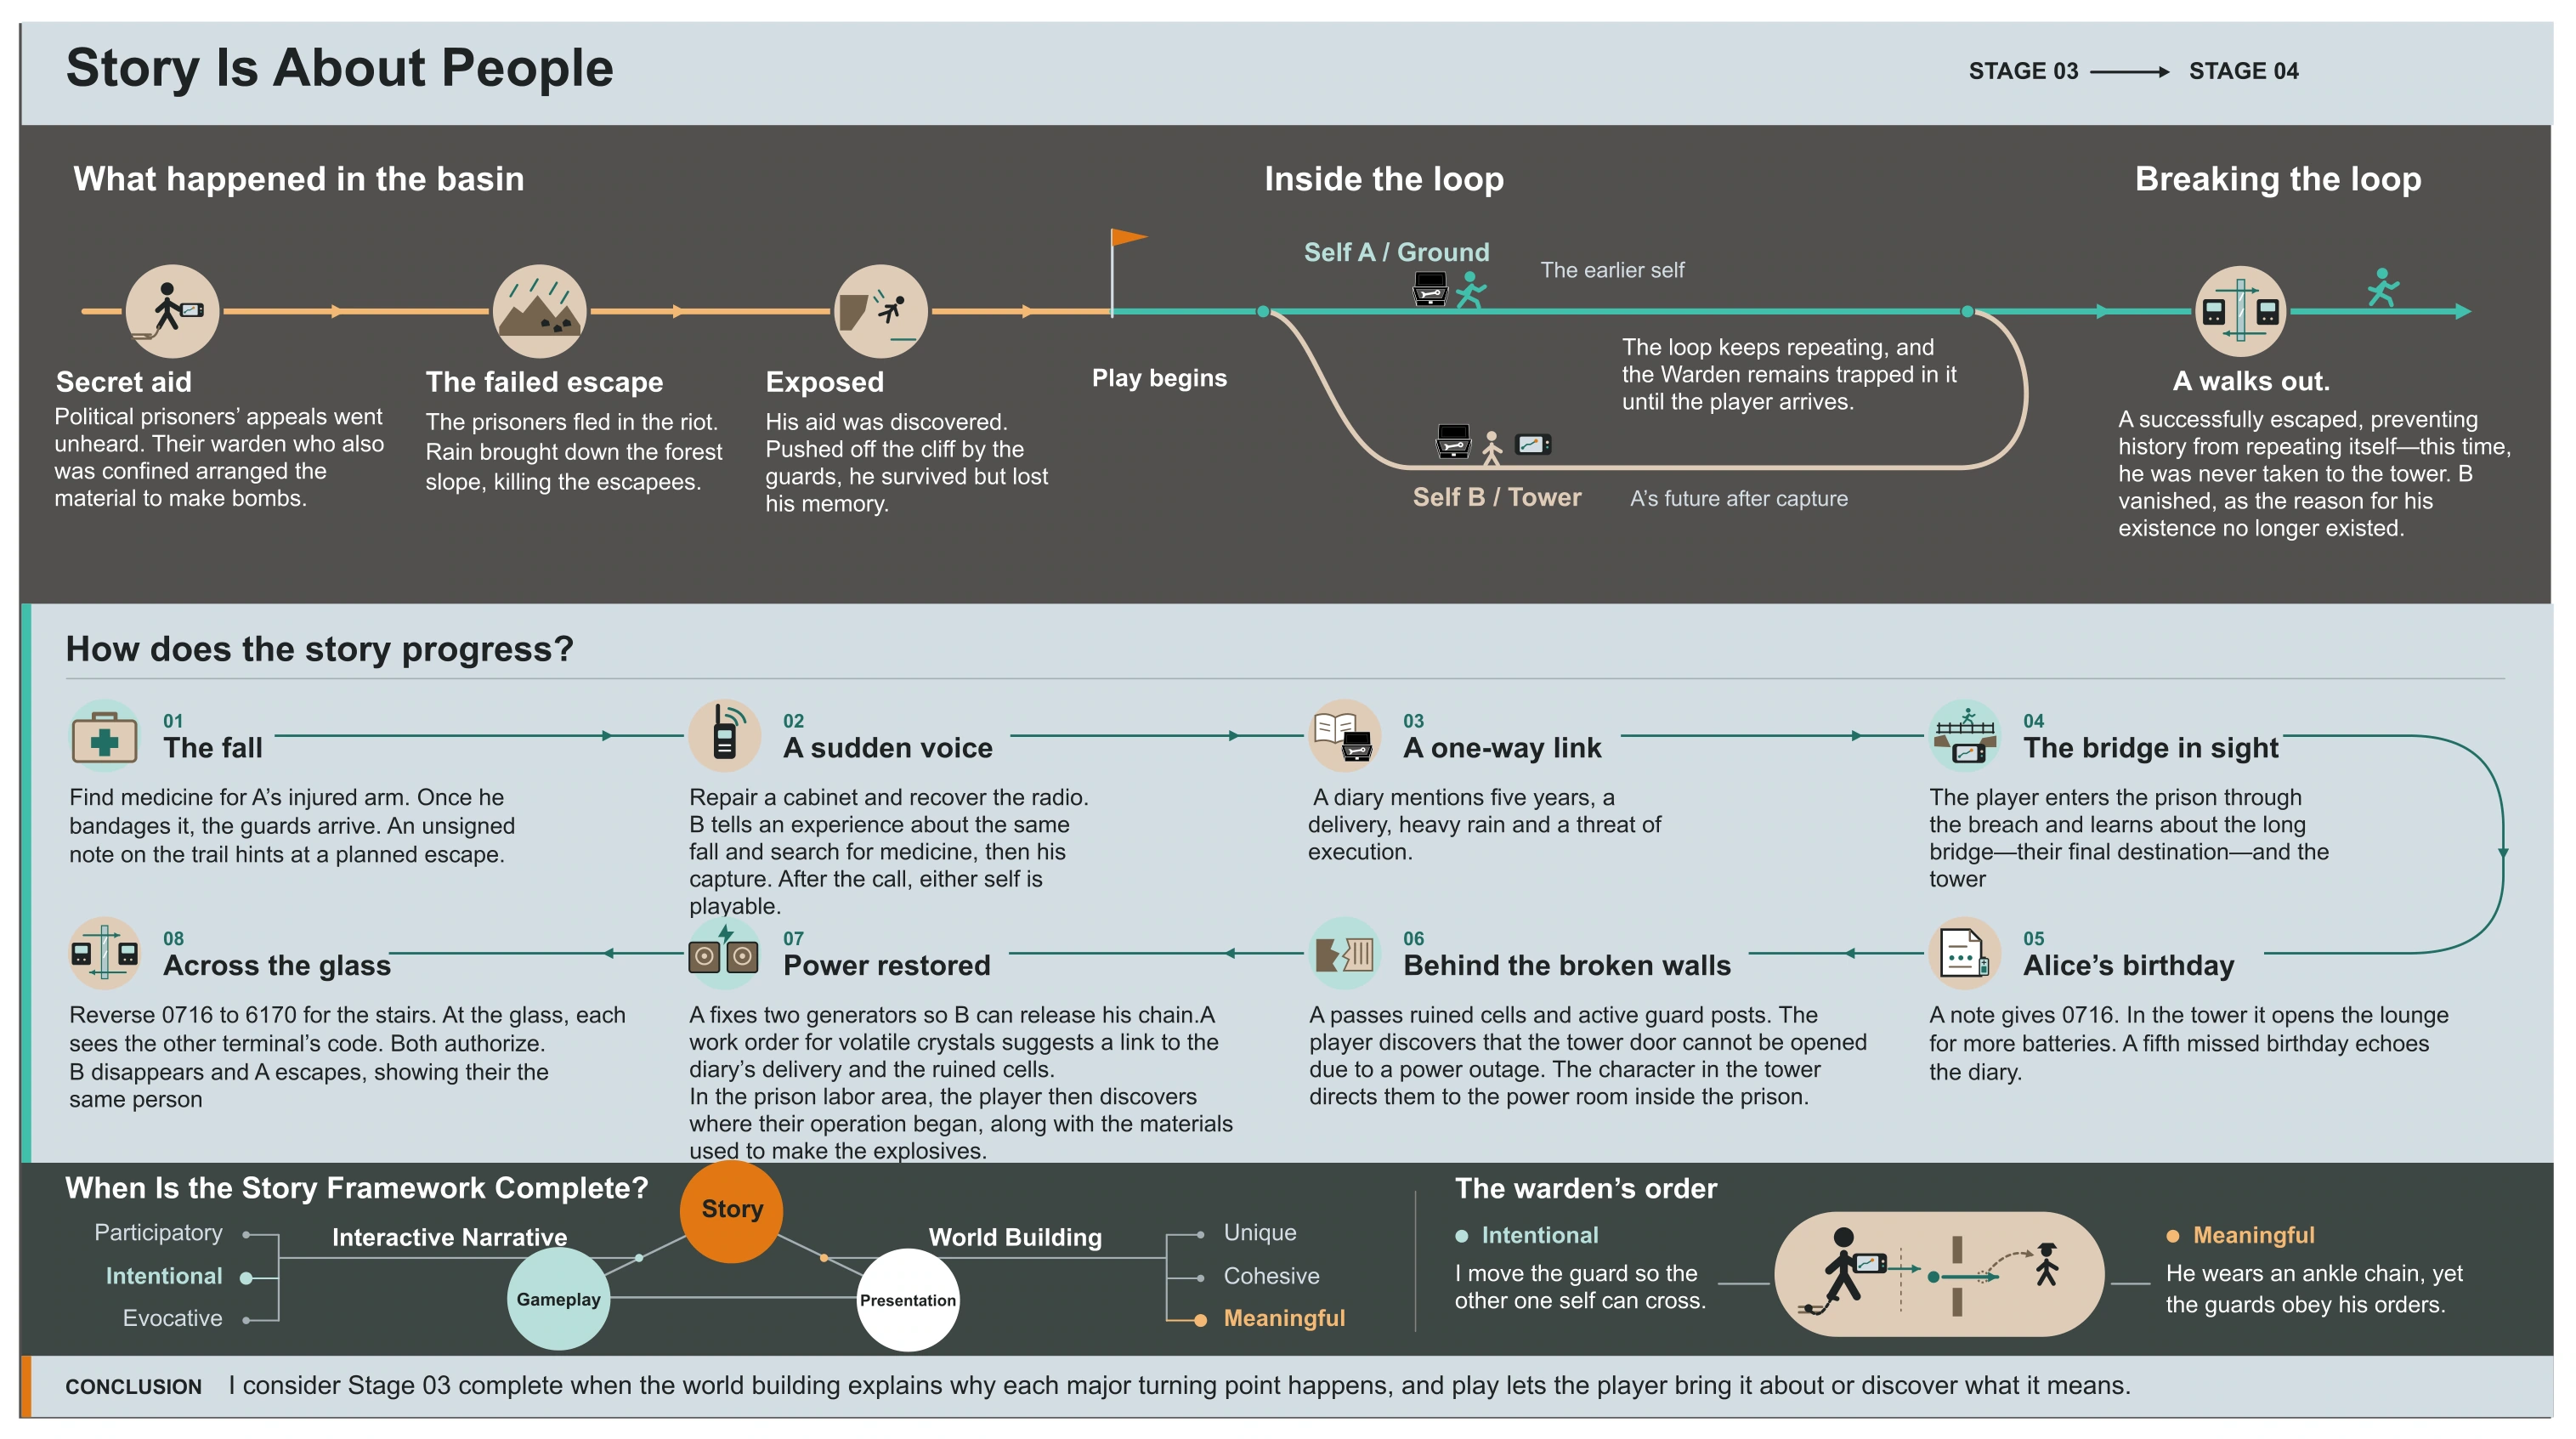 Story Is About People
STAGE 03
STAGE 04
What happened in the basin
Inside the loop
Breaking the loop
Self A / Ground
The earlier self
Secret aid
Political prisoners’ appeals went
unheard. Their warden who also
was confined arranged the
material to make bombs.
The failed escape
The prisoners fled in the riot.
Rain brought down the forest
slope, killing the escapees.
Exposed
His aid was discovered.
Pushed off the cliff by the
guards, he survived but lost
his memory.
Play begins
The loop keeps repeating, and
the Warden remains trapped in it
until the player arrives.
Self B / Tower
A’s future after capture
A walks out.
A successfully escaped, preventing
history from repeating itself—this time,
he was never taken to the tower. B
vanished, as the reason for his
existence no longer existed.
How does the story progress?
01
The fall
Find medicine for A’s injured arm. Once he
bandages it, the guards arrive. An unsigned
note on the trail hints at a planned escape.
02
A sudden voice
Repair a cabinet and recover the radio.
B tells an experience about the same
fall and search for medicine, then his
capture. After the call, either self is
playable.
03
A one-way link
A diary mentions five years, a
delivery, heavy rain and a threat of
execution.
04
The bridge in sight
The player enters the prison through
the breach and learns about the long
bridge—their final destination—and the
tower
08
Across the glass
Reverse 0716 to 6170 for the stairs. At the glass, each
sees the other terminal’s code. Both authorize.
B disappears and A escapes, showing their the
same person
07
Power restored
A fixes two generators so B can release his chain.A
work order for volatile crystals suggests a link to the
diary’s delivery and the ruined cells.
In the prison labor area, the player then discovers
where their operation began, along with the materials
used to make the explosives.
06
Behind the broken walls
A passes ruined cells and active guard posts. The
player discovers that the tower door cannot be opened
due to a power outage. The character in the tower
directs them to the power room inside the prison.
05
Alice’s birthday
A note gives 0716. In the tower it opens the lounge
for more batteries. A fifth missed birthday echoes
the diary.
When Is the Story Framework Complete?
Participatory
Intentional
Evocative
Interactive Narrative
Story
Gameplay
Presentation
World Building
Unique
Cohesive
Meaningful
The warden’s order
Intentional
I move the guard so the
other one self can cross.
Meaningful
He wears an ankle chain, yet
the guards obey his orders.
CONCLUSION I consider Stage 03 complete when the world building explains why each major turning point happens, and play lets the player bring it about or discover what it means.